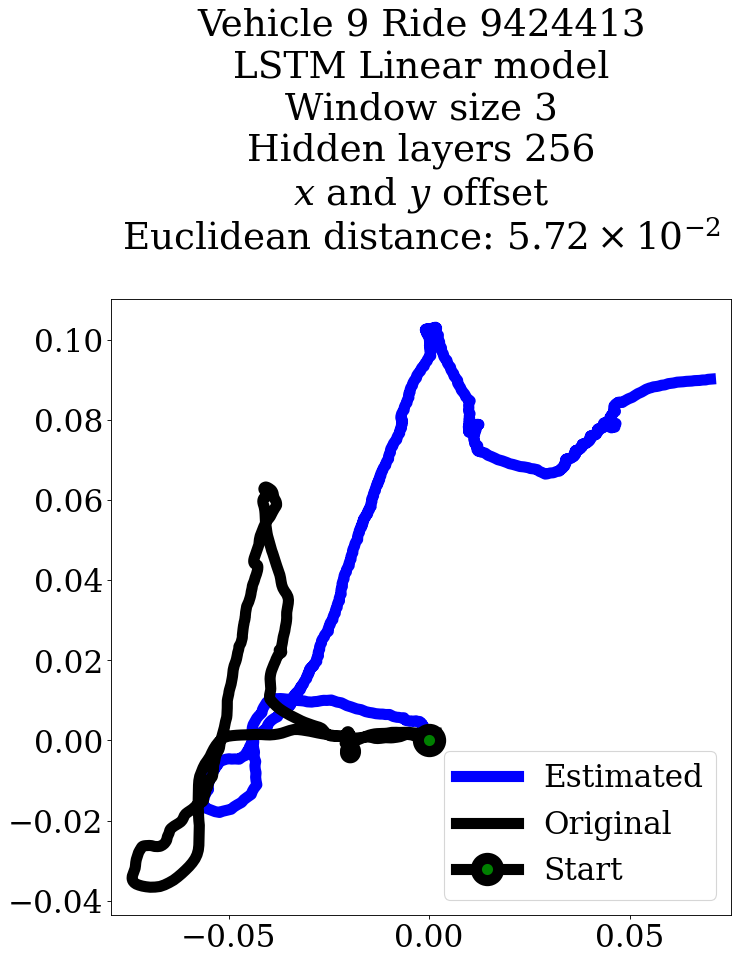 Vehicle 9 Ride 9424413
LSTM Linear model
Window size 3
Hidden layers 256
x and y offset
Euclidean distance: 5.72 × 10⁻²
0.10
0.08
0.06
0.04
0.02
0.00
−0.02
−0.04
Estimated
Original
Start
−0.05 0.00 0.05